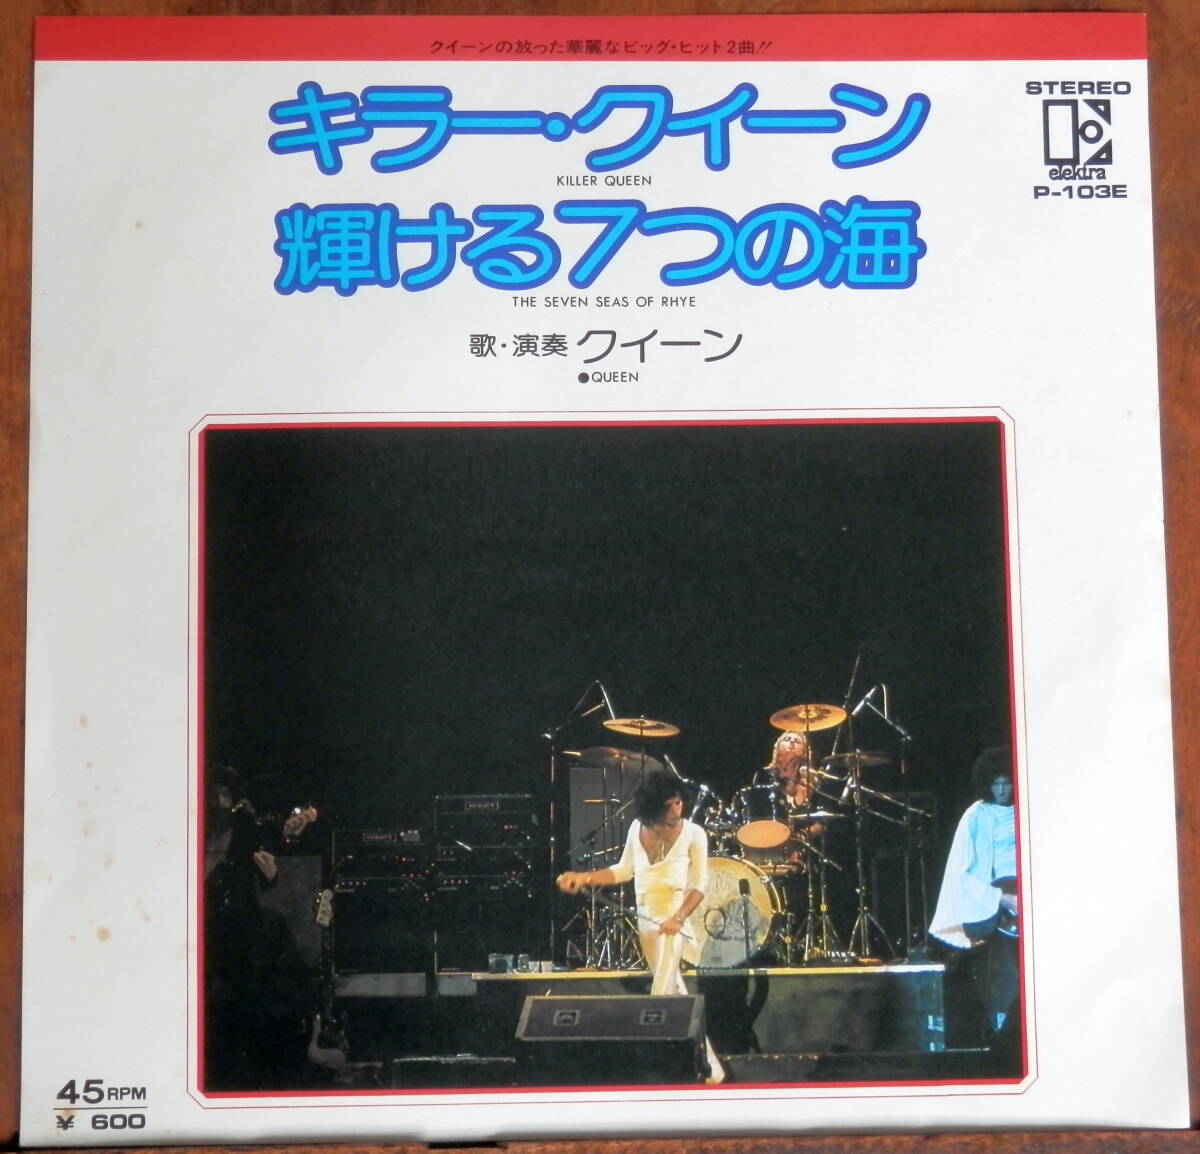 クイーンの放った華麗なビッグ・ヒット2曲!!
キラー・クイーン
KILLER QUEEN
STEREO
elektra
P-103E
輝ける7つの海
THE SEVEN SEAS OF RHYE
歌・演奏 クイーン
●QUEEN
HIWATT
HIWATT
45RPM
¥ 600